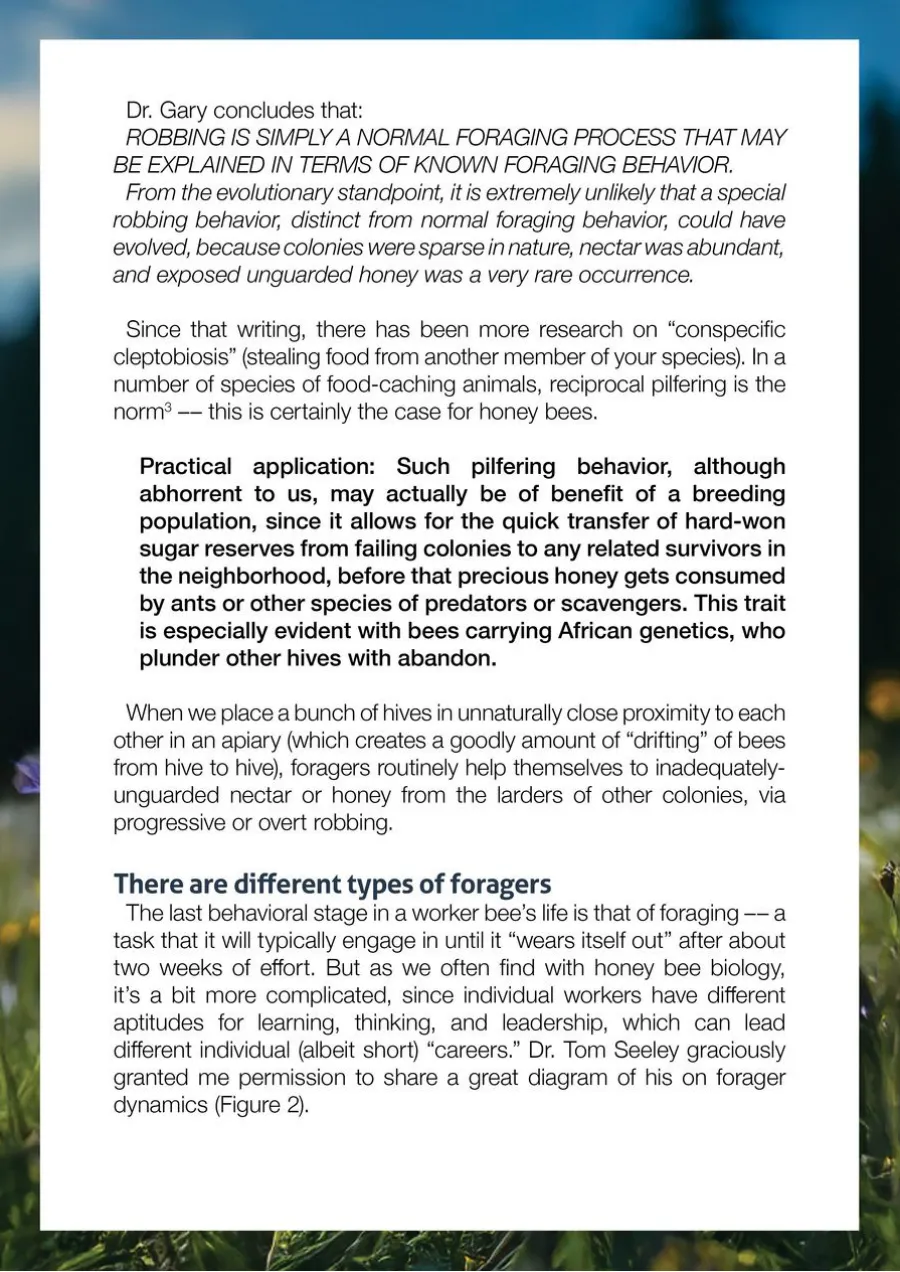 Dr. Gary concludes that:
ROBBING IS SIMPLY A NORMAL FORAGING PROCESS THAT MAY
BE EXPLAINED IN TERMS OF KNOWN FORAGING BEHAVIOR.
From the evolutionary standpoint, it is extremely unlikely that a special
robbing behavior, distinct from normal foraging behavior, could have
evolved, because colonies were sparse in nature, nectar was abundant,
and exposed unguarded honey was a very rare occurrence.
Since that writing, there has been more research on “conspecific
cleptobiosis” (stealing food from another member of your species). In a
number of species of food-caching animals, reciprocal pilfering is the
norm³ –– this is certainly the case for honey bees.
Practical application: Such pilfering behavior, although
abhorrent to us, may actually be of benefit of a breeding
population, since it allows for the quick transfer of hard-won
sugar reserves from failing colonies to any related survivors in
the neighborhood, before that precious honey gets consumed
by ants or other species of predators or scavengers. This trait
is especially evident with bees carrying African genetics, who
plunder other hives with abandon.
When we place a bunch of hives in unnaturally close proximity to each
other in an apiary (which creates a goodly amount of “drifting” of bees
from hive to hive), foragers routinely help themselves to inadequately-
unguarded nectar or honey from the larders of other colonies, via
progressive or overt robbing.
There are different types of foragers
The last behavioral stage in a worker bee’s life is that of foraging –– a
task that it will typically engage in until it “wears itself out” after about
two weeks of effort. But as we often find with honey bee biology,
it’s a bit more complicated, since individual workers have different
aptitudes for learning, thinking, and leadership, which can lead
different individual (albeit short) “careers.” Dr. Tom Seeley graciously
granted me permission to share a great diagram of his on forager
dynamics (Figure 2).